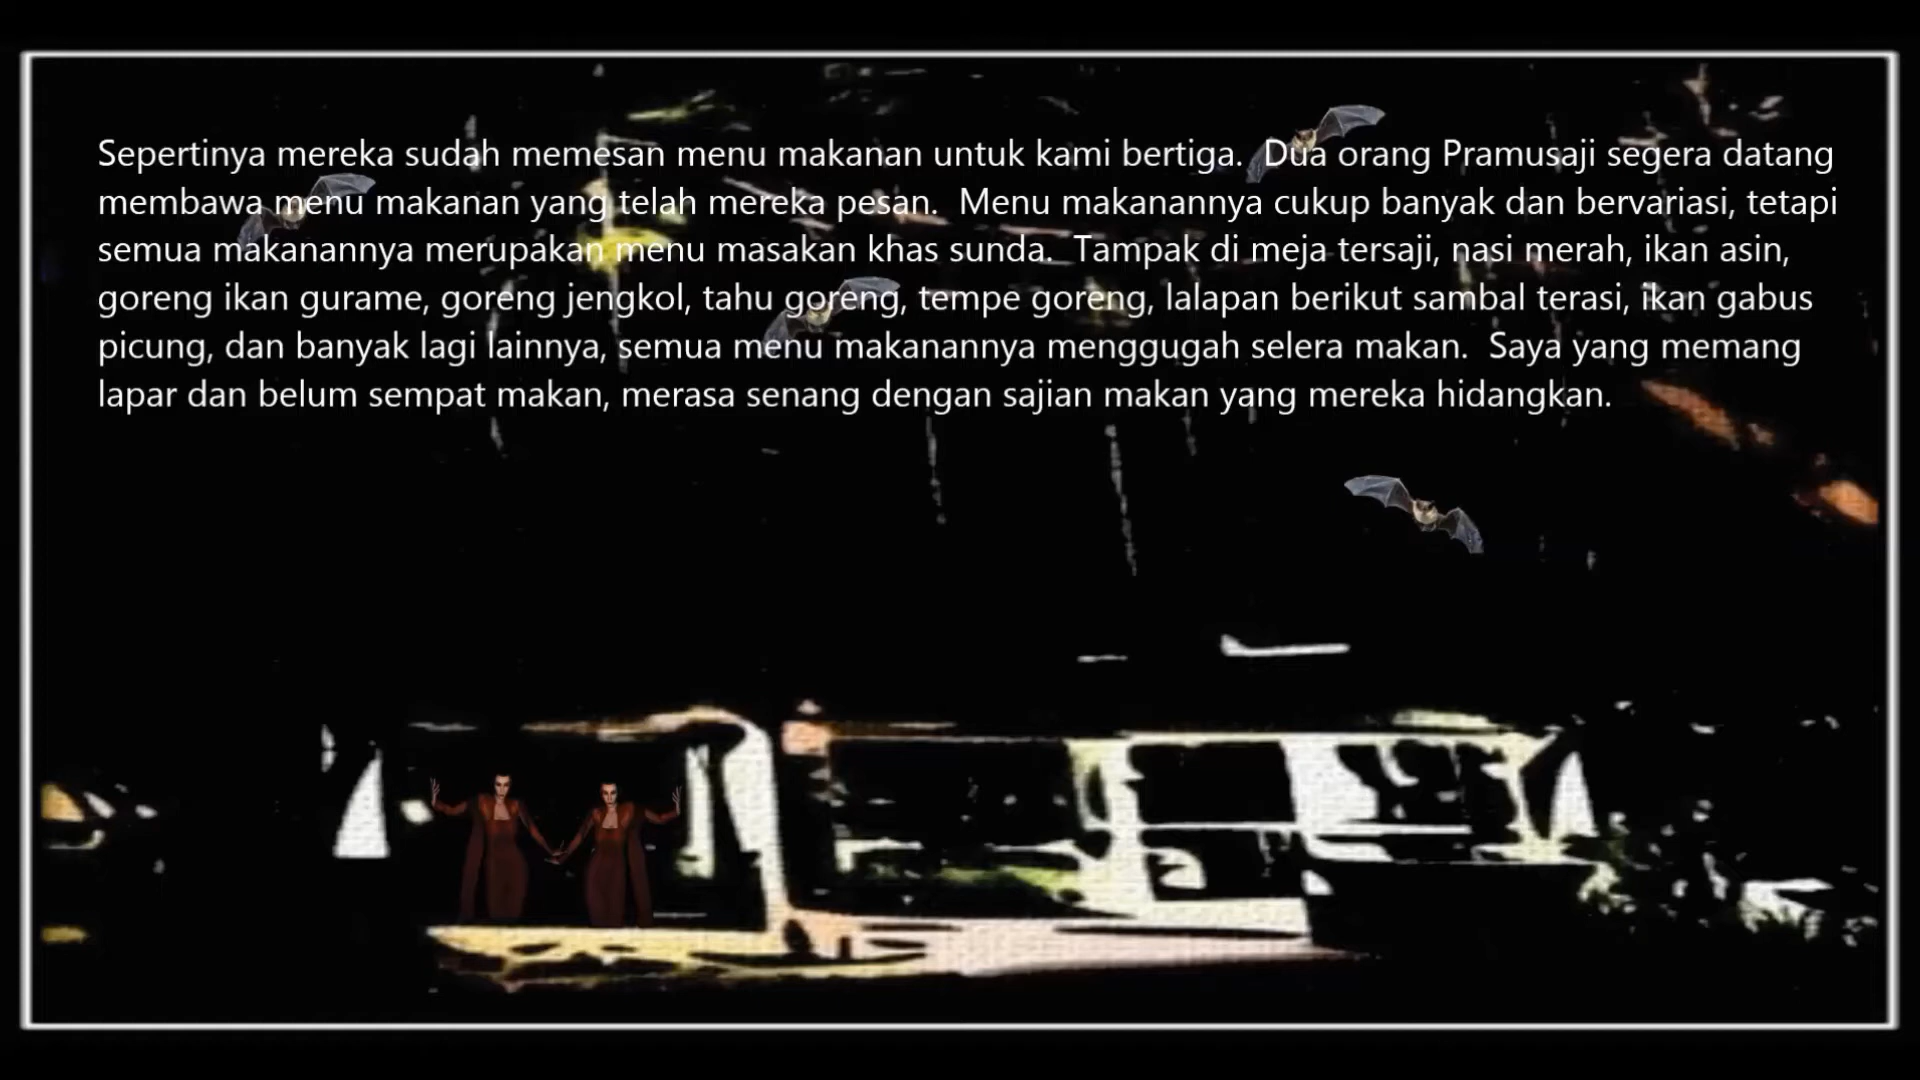 Sepertinya mereka sudah memesan menu makanan untuk kami bertiga.  Dua orang Pramusaji segera datang
membawa menu makanan yang telah mereka pesan.  Menu makanannya cukup banyak dan bervariasi, tetapi
semua makanannya merupakan menu masakan khas sunda.  Tampak di meja tersaji, nasi merah, ikan asin,
goreng ikan gurame, goreng jengkol, tahu goreng, tempe goreng, lalapan berikut sambal terasi, ikan gabus
picung, dan banyak lagi lainnya, semua menu makanannya menggugah selera makan.  Saya yang memang
lapar dan belum sempat makan, merasa senang dengan sajian makan yang mereka hidangkan.